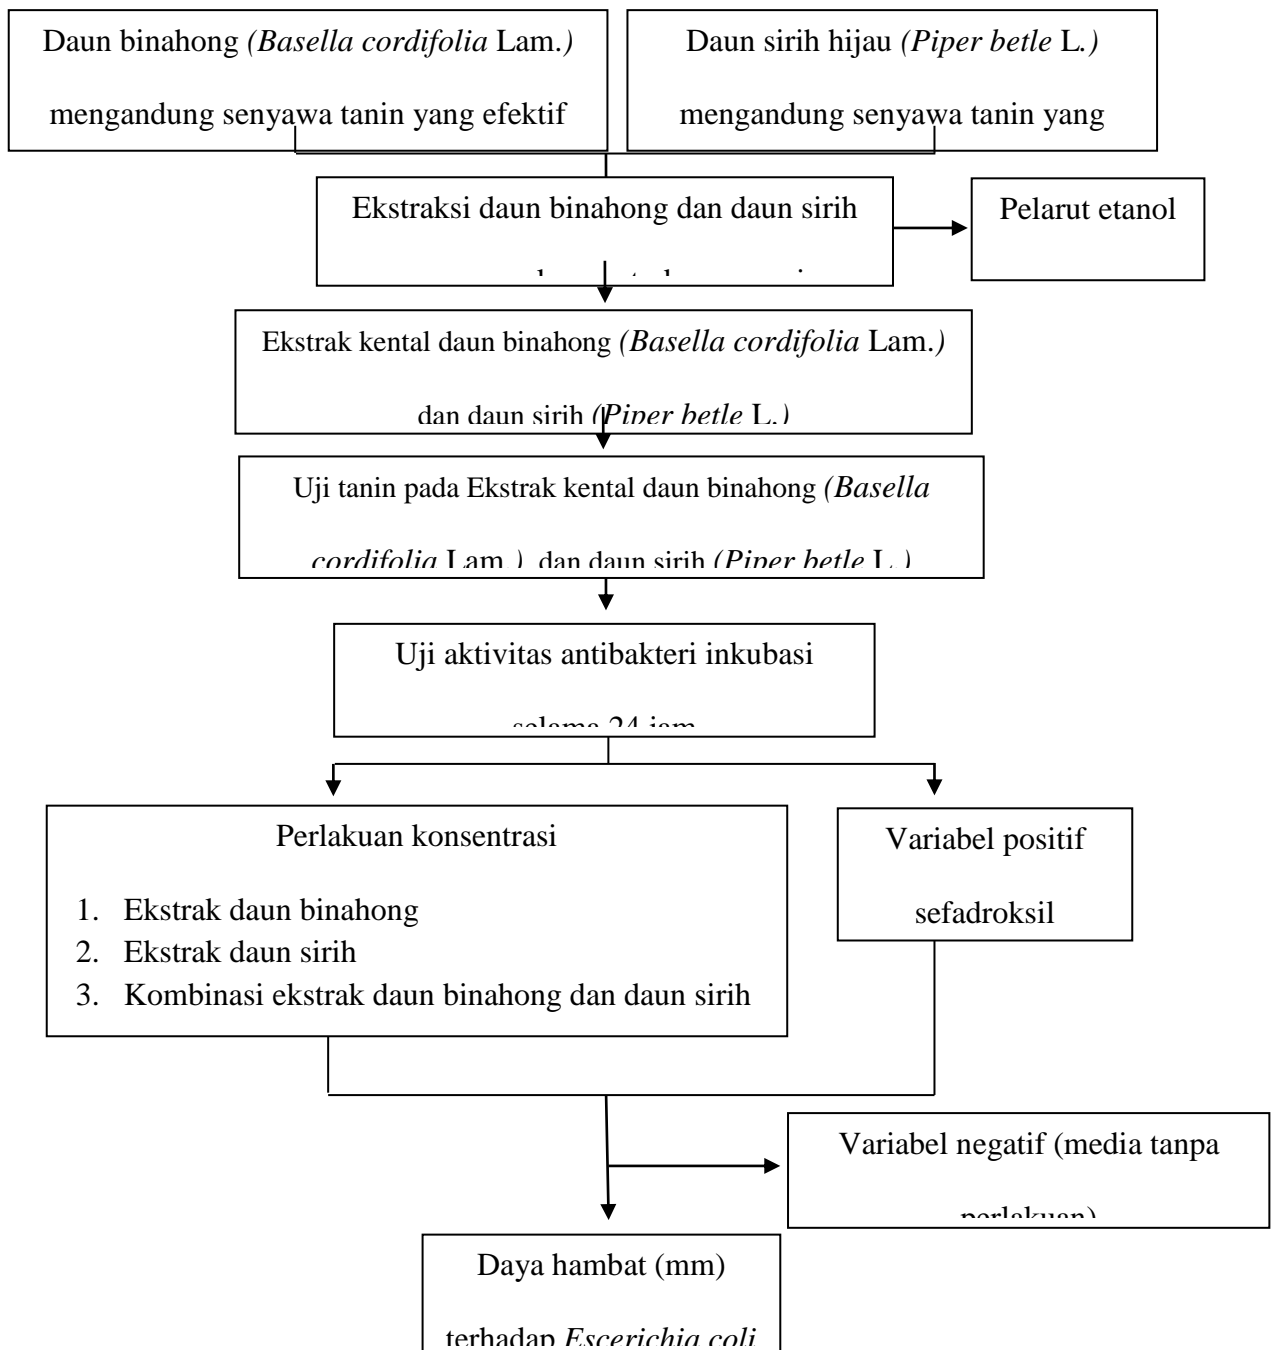 Daun binahong (Basella cordifolia Lam.)
mengandung senyawa tanin yang efektif
Daun sirih hijau (Piper betle L.)
mengandung senyawa tanin yang
Ekstraksi daun binahong dan daun sirih
Pelarut etanol
Ekstrak kental daun binahong (Basella cordifolia Lam.)
dan daun sirih (Piper betle L.)
Uji tanin pada Ekstrak kental daun binahong (Basella
cordifolia Lam.) dan daun sirih (Piper betle L.)
Uji aktivitas antibakteri inkubasi
selama 24 jam
Perlakuan konsentrasi
1. Ekstrak daun binahong
2. Ekstrak daun sirih
3. Kombinasi ekstrak daun binahong dan daun sirih
Variabel positif
sefadroksil
Variabel negatif (media tanpa
perlakuan)
Daya hambat (mm)
terhadap Escerichia coli